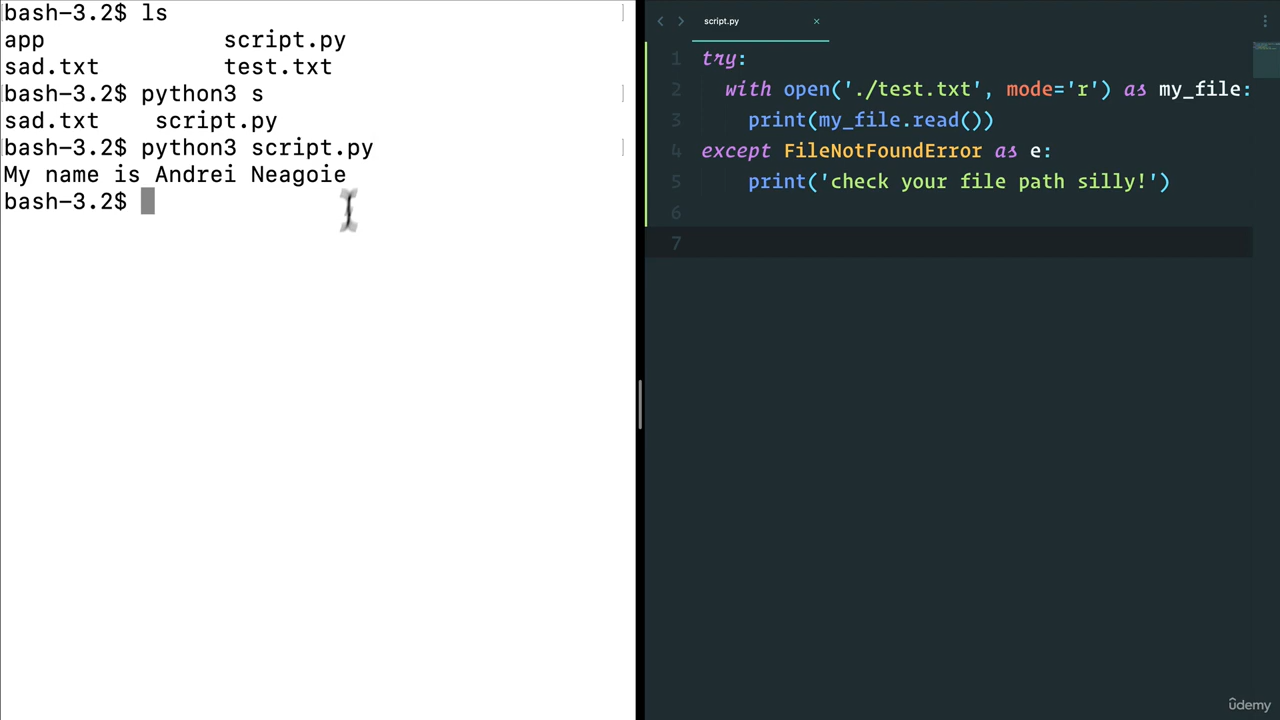 bash-3.2$ ls
app script.py
sad.txt test.txt
bash-3.2$ python3 s
sad.txt script.py
bash-3.2$ python3 script.py
My name is Andrei Neagoie
bash-3.2$
script.py
1 try:
2 with open('./test.txt', mode='r') as my_file:
3 print(my_file.read())
4 except FileNotFoundError as e:
5 print('check your file path silly!')
6
7
ûdemy